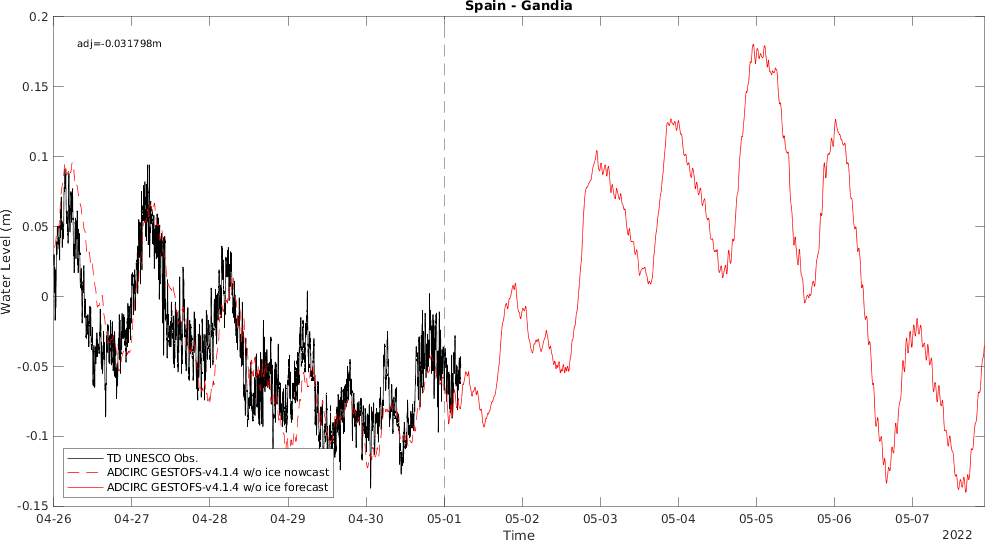 Spain - Gandia
adj=-0.031798m
0.2
0.15
0.1
0.05
0
-0.05
-0.1
-0.15
Water Level (m)
TD UNESCO Obs.
ADCIRC GESTOFS-v4.1.4 w/o ice nowcast
ADCIRC GESTOFS-v4.1.4 w/o ice forecast
04-26 04-27 04-28 04-29 04-30 05-01 05-02 05-03 05-04 05-05 05-06 05-07
Time
2022